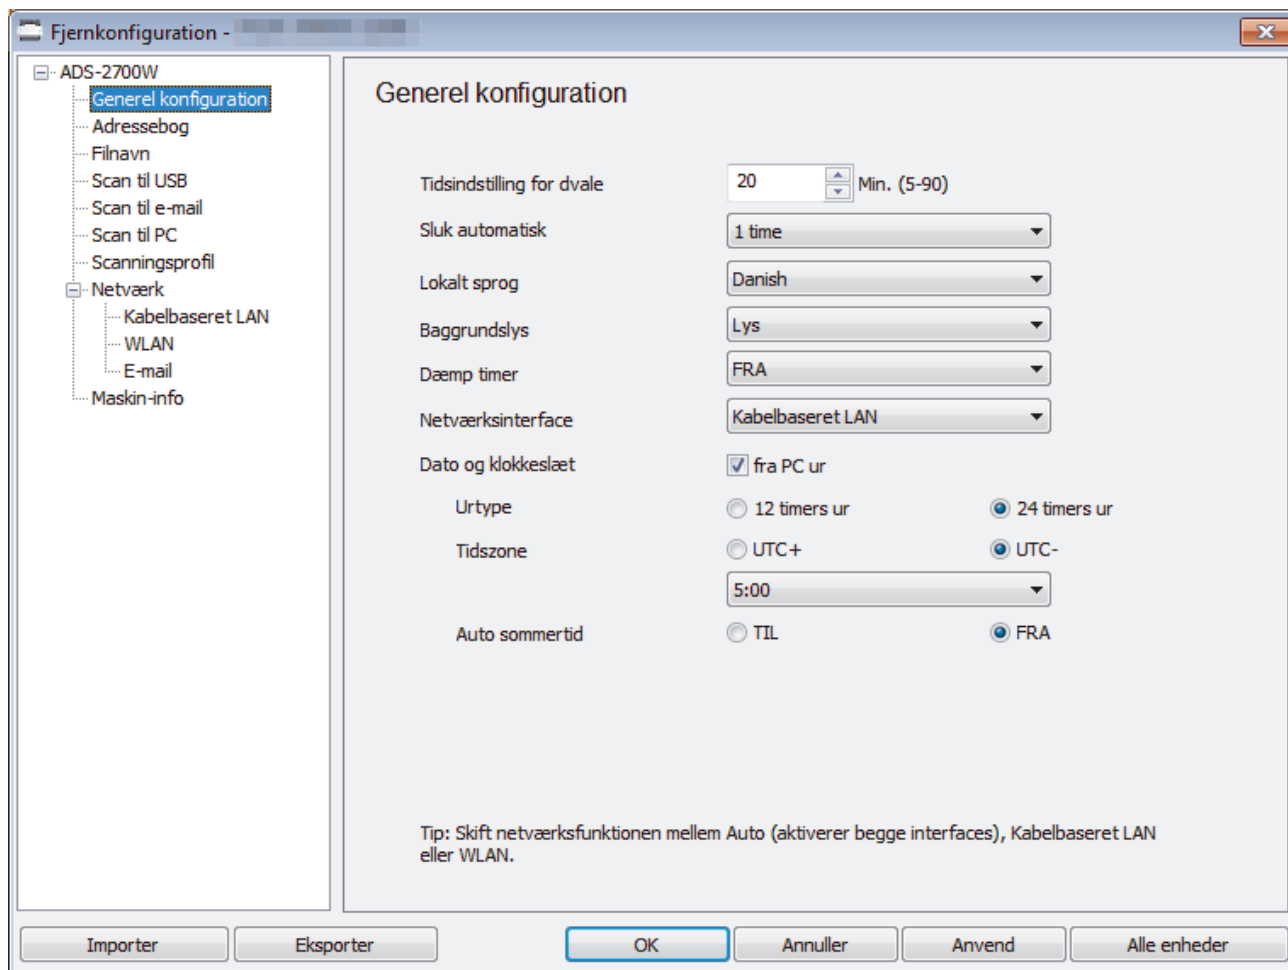 Fjernkonfiguration -
ADS-2700W
Generel konfiguration
Adressebog
Filnavn
Scan til USB
Scan til e-mail
Scan til PC
Scanningsprofil
Netværk
Kabelbaseret LAN
WLAN
E-mail
Maskin-info
Generel konfiguration
Tidsindstilling for dvale 20 Min. (5-90)
Sluk automatisk 1 time
Lokalt sprog Danish
Baggrundslys Lys
Dæmp timer FRA
Netværksinterface Kabelbaseret LAN
Dato og klokkeslæt fra PC ur
Urtype 12 timers ur 24 timers ur
Tidszone UTC+ UTC-
5:00
Auto sommertid TIL FRA
Tip: Skift netværksfunktionen mellem Auto (aktiverer begge interfaces), Kabelbaseret LAN
eller WLAN.
Importer Eksporter OK Annuller Anvend Alle enheder